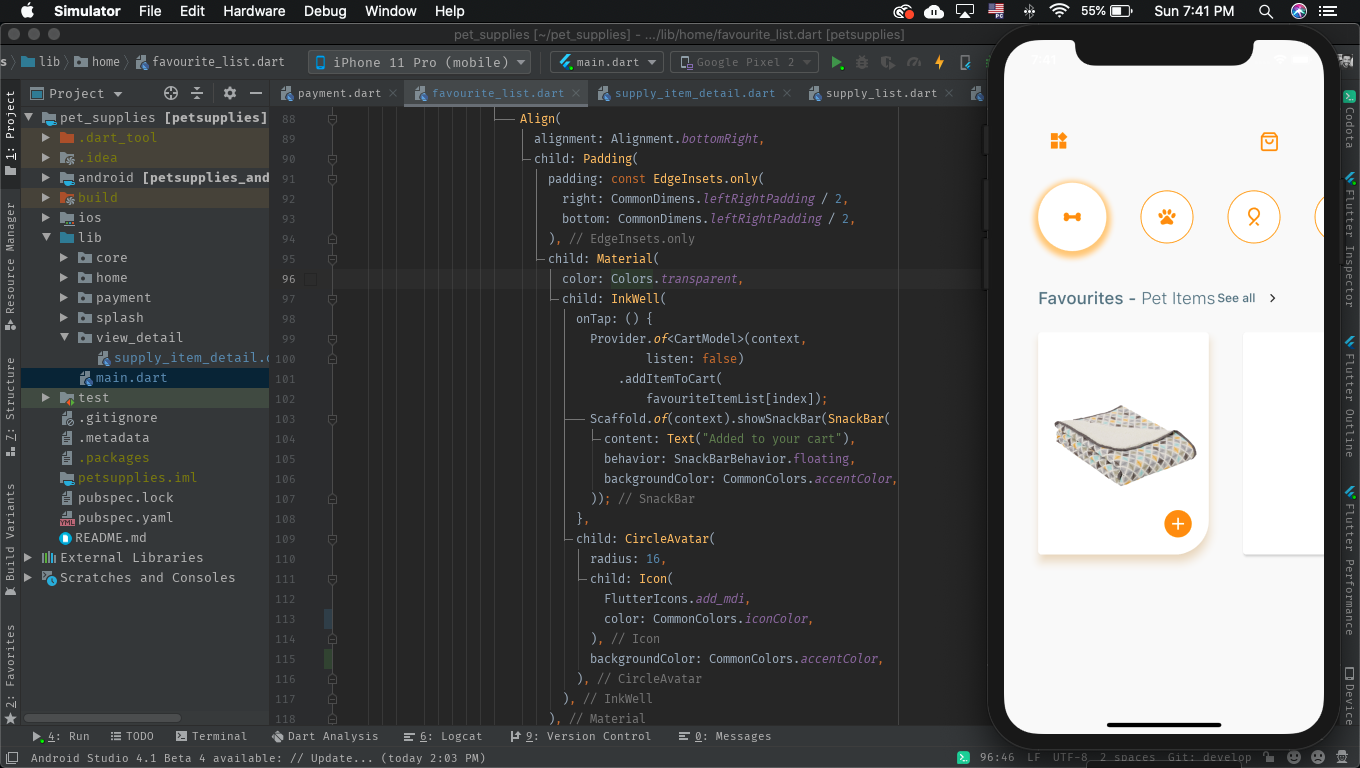 Simulator File Edit Hardware Debug Window Help 55% Sun 7:41 PM
pet_supplies [~/pet_supplies] - .../lib/home/favourite_list.dart [petsupplies]
s lib home favourite_list.dart iPhone 11 Pro (mobile) main.dart Google Pixel 2
Project payment.dart favourite_list.dart supply_item_detail.dart supply_list.dart
1: Project
Resource Manager
7: Structure
Build Variants
2: Favorites
pet_supplies [petsupplies]
.dart_tool
.idea
android [petsupplies_and
build
ios
lib
core
home
payment
splash
view_detail
supply_item_detail.d
main.dart
test
.gitignore
.metadata
.packages
petsupplies.iml
pubspec.lock
pubspec.yaml
README.md
External Libraries
Scratches and Consoles
88 Align(
89 alignment: Alignment.bottomRight,
90 child: Padding(
91 padding: const EdgeInsets.only(
92 right: CommonDimens.leftRightPadding / 2,
93 bottom: CommonDimens.leftRightPadding / 2,
94 ), // EdgeInsets.only
95 child: Material(
96 color: Colors.transparent,
97 child: InkWell(
98 onTap: () {
99 Provider.of<CartModel>(context,
100 listen: false)
101 .addItemToCart(
102 favouriteItemList[index]);
103 Scaffold.of(context).showSnackBar(SnackBar(
104 content: Text("Added to your cart"),
105 behavior: SnackBarBehavior.floating,
106 backgroundColor: CommonColors.accentColor,
107 )); // SnackBar
108 },
109 child: CircleAvatar(
110 radius: 16,
111 child: Icon(
112 FlutterIcons.add_mdi,
113 color: CommonColors.iconColor,
114 ), // Icon
115 backgroundColor: CommonColors.accentColor,
116 ), // CircleAvatar
117 ), // InkWell
118 ), // Material
Favourites - Pet Items See all
Codota
Flutter Inspector
Flutter Outline
Flutter Performance
Device
4: Run TODO Terminal Dart Analysis 6: Logcat 9: Version Control 0: Messages
Android Studio 4.1 Beta 4 available: // Update... (today 2:03 PM) 96:46 LF UTF-8 2 spaces Git: develop